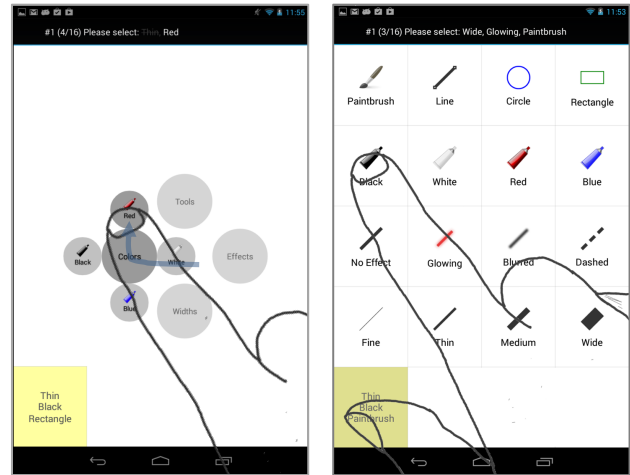 11:55
#1 (4/16) Please select: Thin, Red
Tools
Red
Black
Colors
White
Effects
Blue
Widths
Thin
Black
Rectangle
11:53
#1 (3/16) Please select: Wide, Glowing, Paintbrush
Paintbrush
Line
Circle
Rectangle
Black
White
Red
Blue
No Effect
Glowing
Blurred
Dashed
Fine
Thin
Medium
Wide
Thin
Black
Paintbrush